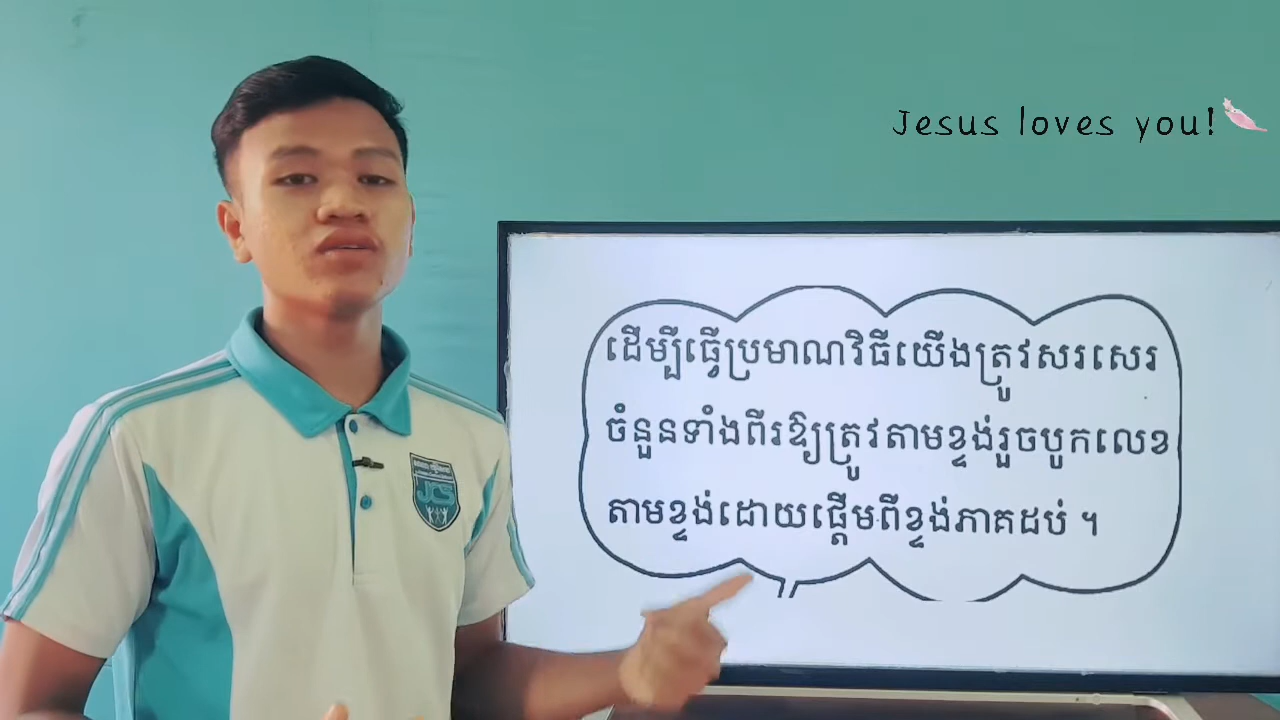 Jesus loves you!
ដើម្បីធ្វើប្រមាណវិធីយើងត្រូវសរសេរ
ចំនួនទាំងពីរឱ្យត្រូវតាមខ្ទង់រួចបូកលេខ
តាមខ្ទង់ដោយផ្ដើមពីខ្ទង់ភាគដប់ ។
JCS